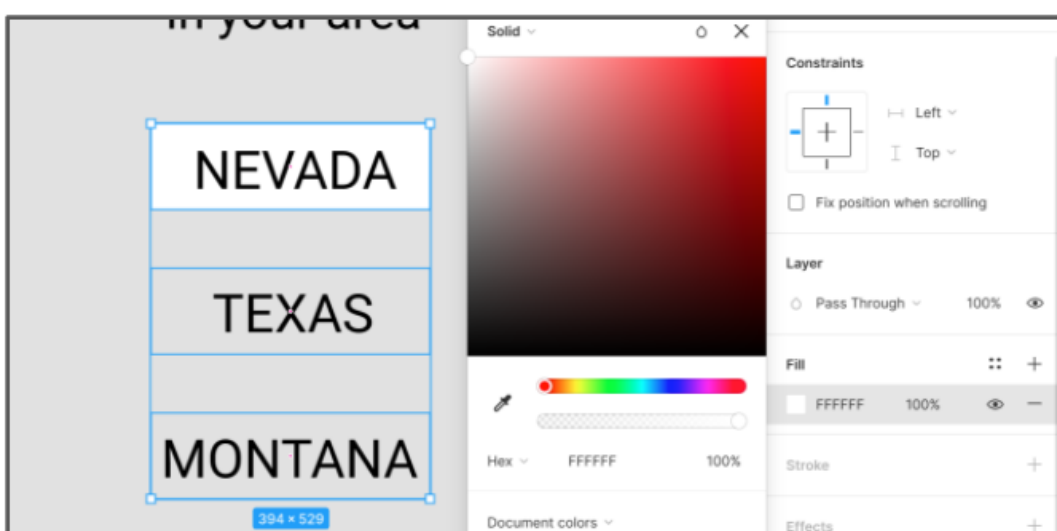 in your area
NEVADA
TEXAS
MONTANA
394 × 529
Solid
Hex FFFFFF 100%
Document colors
Constraints
Left
Top
Fix position when scrolling
Layer
Pass Through 100%
Fill
FFFFFF 100%
Stroke
Effects